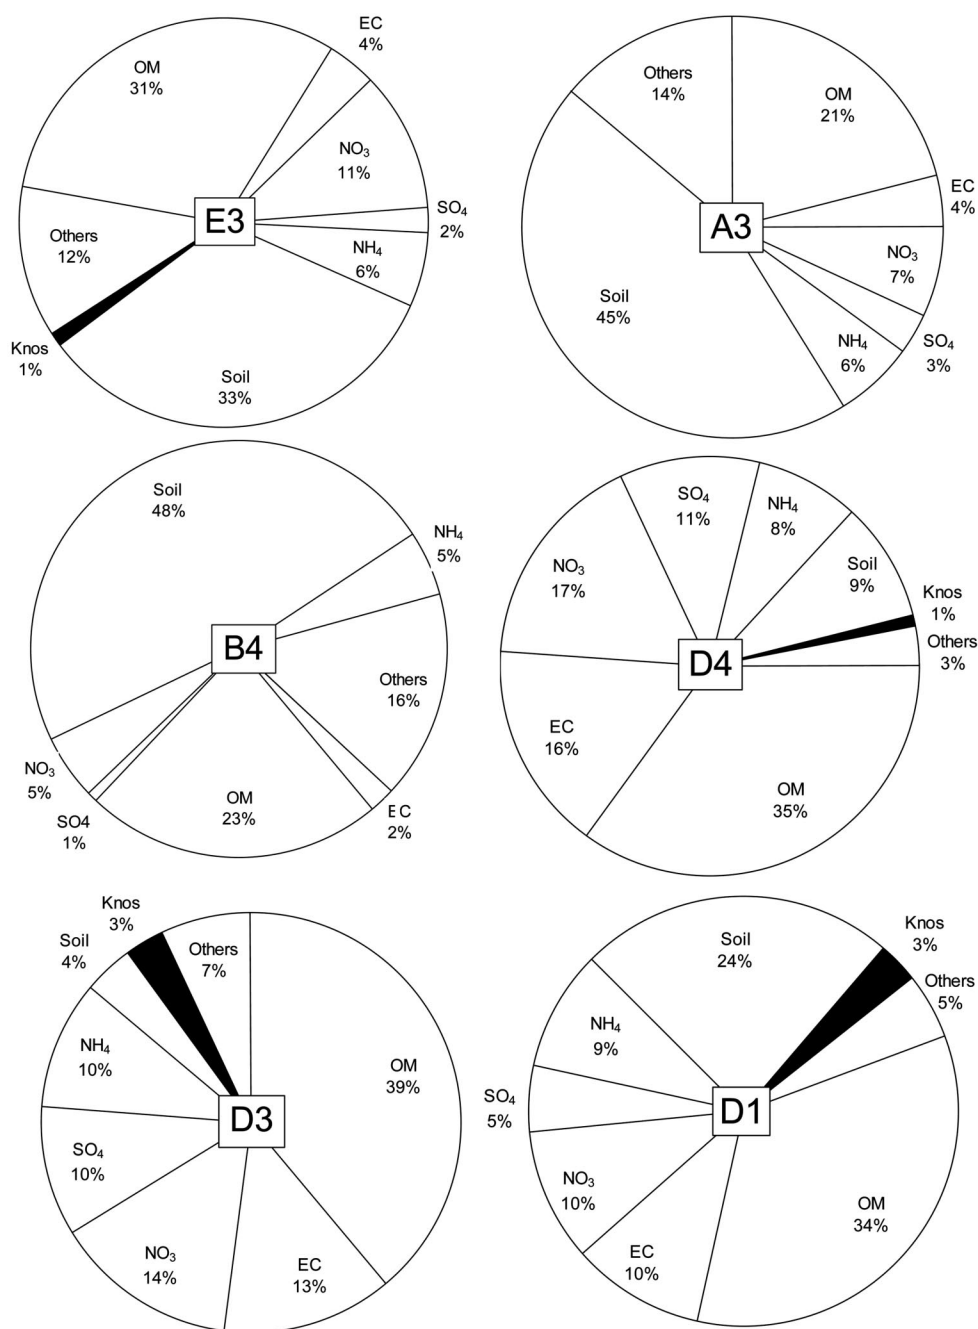 EC
4%
OM
31%
NO₃
11%
SO₄
2%
NH₄
6%
E3
Others
12%
Knos
1%
Soil
33%
Others
14%
OM
21%
EC
4%
A3
NO₃
7%
Soil
45%
NH₄
6%
SO₄
3%
Soil
48%
NH₄
5%
B4
Others
16%
NO₃
5%
SO4
1%
OM
23%
EC
2%
SO₄
11%
NH₄
8%
NO₃
17%
Soil
9%
Knos
1%
Others
3%
D4
EC
16%
OM
35%
Knos
3%
Soil
4%
Others
7%
NH₄
10%
OM
39%
D3
SO₄
10%
NO₃
14%
EC
13%
Soil
24%
Knos
3%
Others
5%
NH₄
9%
SO₄
5%
D1
NO₃
10%
EC
10%
OM
34%